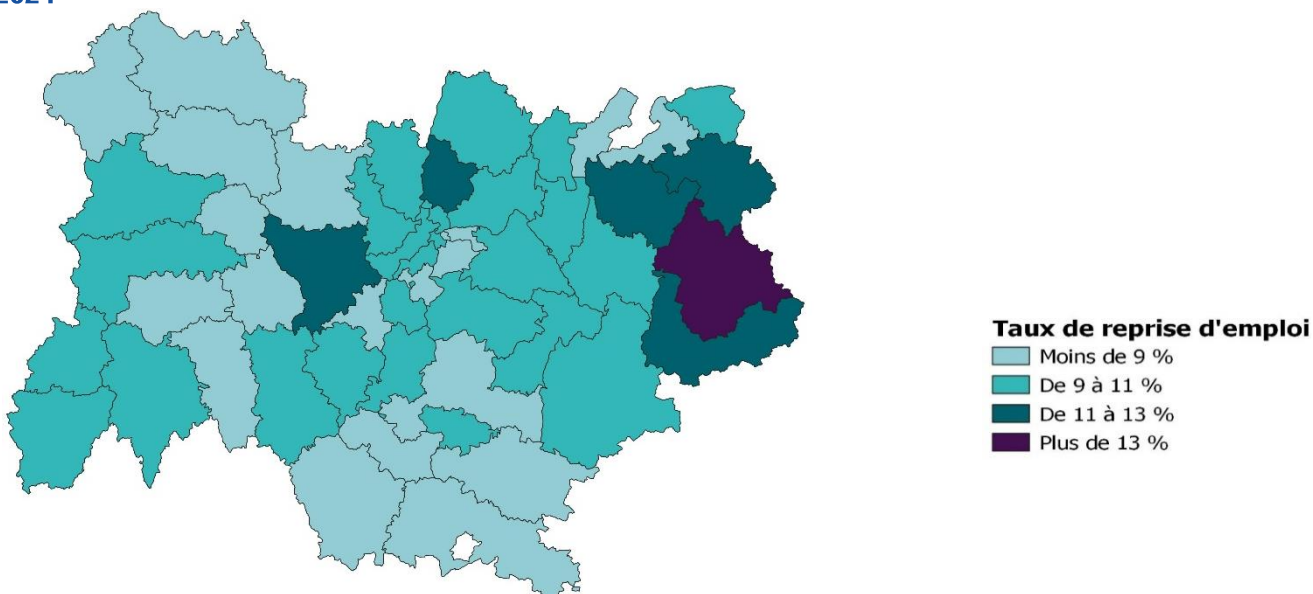 Taux de reprise d'emploi
Moins de 9 %
De 9 à 11 %
De 11 à 13 %
Plus de 13 %